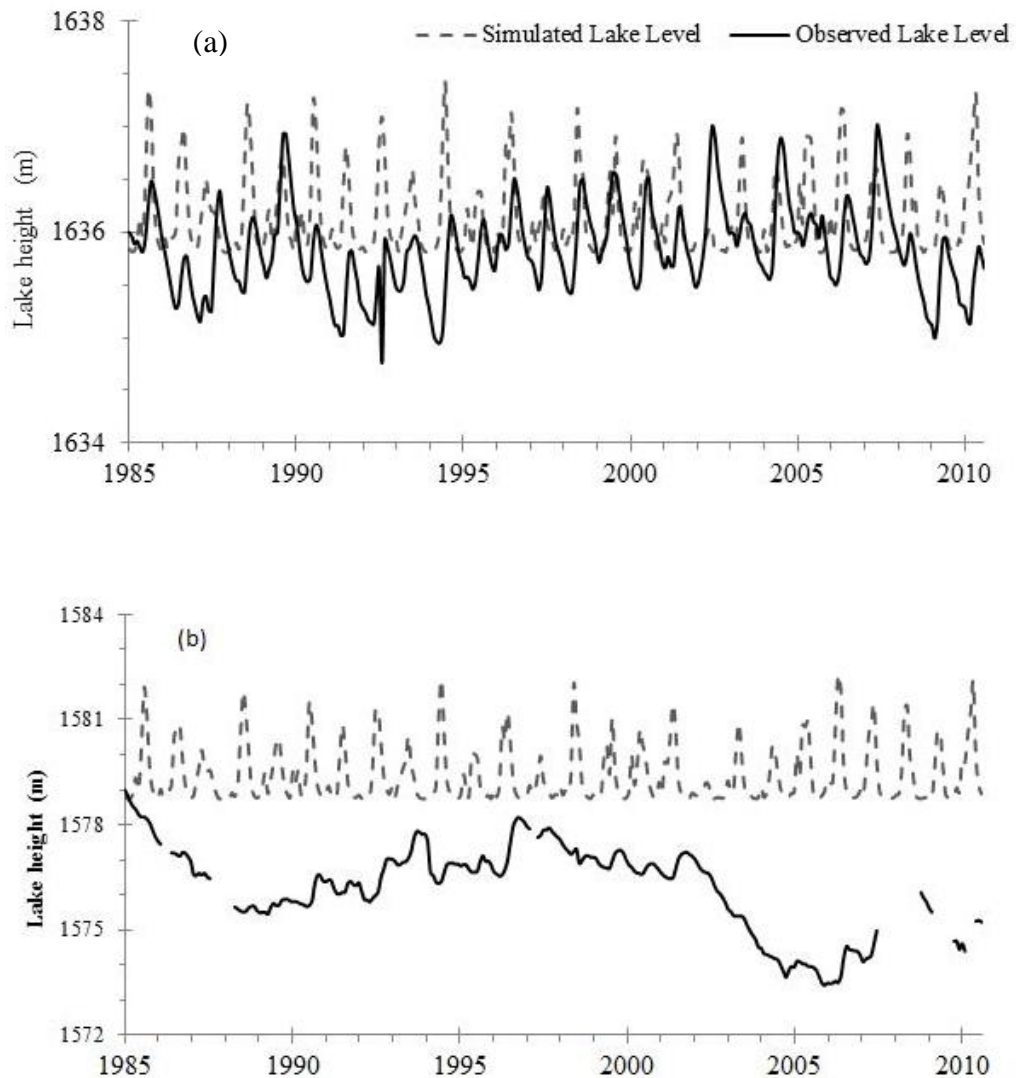 1638
(a)
Simulated Lake Level
Observed Lake Level
Lake height (m)
1636
1634
1985 1990 1995 2000 2005 2010
1584
(b)
1581
Lake height (m)
1578
1575
1572
1985 1990 1995 2000 2005 2010